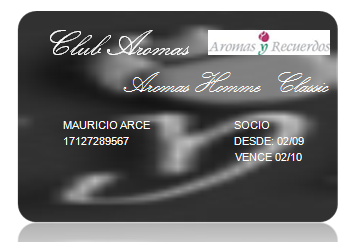 Club Aromas
Aromas y Recuerdos
Aromas Homme Classic
MAURICIO ARCE
SOCIO
17127289567
DESDE: 02/09
VENCE 02/10